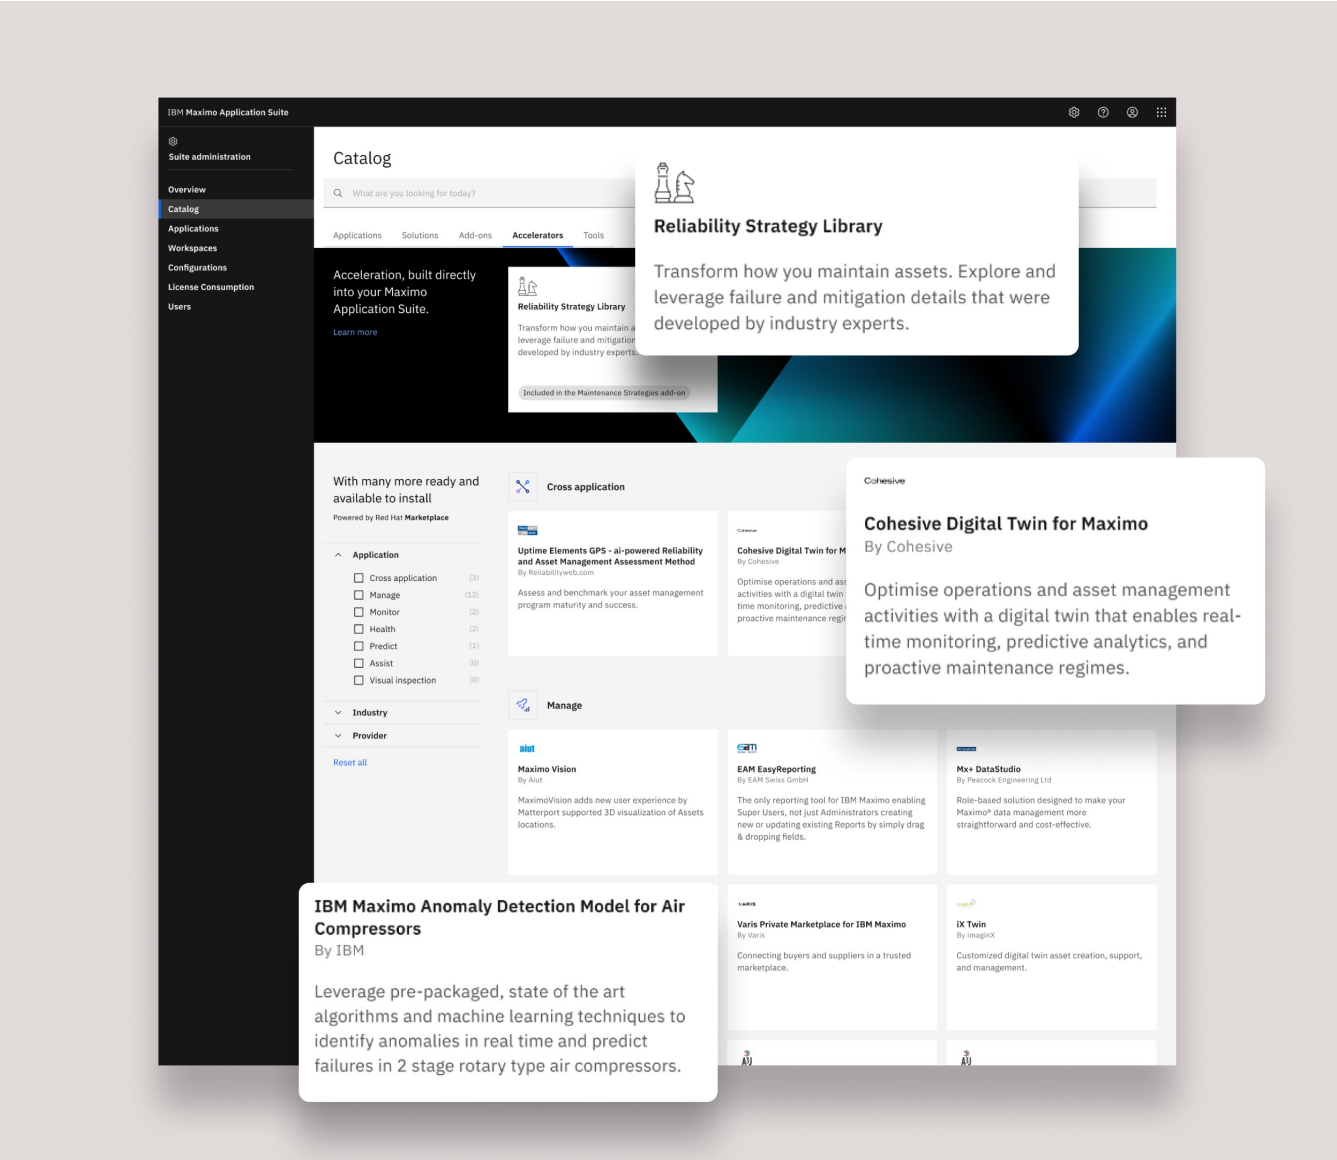 IBM Maximo Application Suite
Suite administration
Overview
Catalog
Applications
Workspaces
Configurations
License Consumption
Users
Catalog
What are you looking for today?
Applications
Solutions
Add-ons
Accelerators
Tools
Acceleration, built directly
into your Maximo
Application Suite.
Learn more
Reliability Strategy Library
Transform how you maintain
leverage failure and mitigation
developed by industry experts.
Included in the Maintenance Strategies add-on
Reliability Strategy Library
Transform how you maintain assets. Explore and
leverage failure and mitigation details that were
developed by industry experts.
With many more ready and
available to install
Powered by Red Hat Marketplace
Application
Cross application (3)
Manage (12)
Monitor (2)
Health (2)
Predict (1)
Assist (0)
Visual inspection (0)
Industry
Provider
Reset all
Cross application
Uptime Elements GPS - ai-powered Reliability
and Asset Management Assessment Method
By Reliabilityweb.com
Assess and benchmark your asset management
program maturity and success.
Cohesive
Cohesive Digital Twin for
By Cohesive
Optimise operations and
activities with a digital twin
time monitoring, predictive
proactive maintenance
Cohesive
Cohesive Digital Twin for Maximo
By Cohesive
Optimise operations and asset management
activities with a digital twin that enables real-
time monitoring, predictive analytics, and
proactive maintenance regimes.
Manage
aiut
Maximo Vision
By Aiut
MaximoVision adds new user experience by
Matterport supported 3D visualization of Assets
locations.
eam
EAM EasyReporting
By EAM Swiss GmbH
The only reporting tool for IBM Maximo enabling
Super Users, not just Administrators creating
new or updating existing Reports by simply drag
& dropping fields.
Mx+ DataStudio
By Peacock Engineering Ltd
Role-based solution designed to make your
Maximo® data management more
straightforward and cost-effective.
IBM Maximo Anomaly Detection Model for Air
Compressors
By IBM
Leverage pre-packaged, state of the art
algorithms and machine learning techniques to
identify anomalies in real time and predict
failures in 2 stage rotary type air compressors.
VARIS
Varis Private Marketplace for IBM Maximo
By Varis
Connecting buyers and suppliers in a trusted
marketplace.
imaginX
iX Twin
By imaginX
Customized digital twin asset creation, support,
and management.